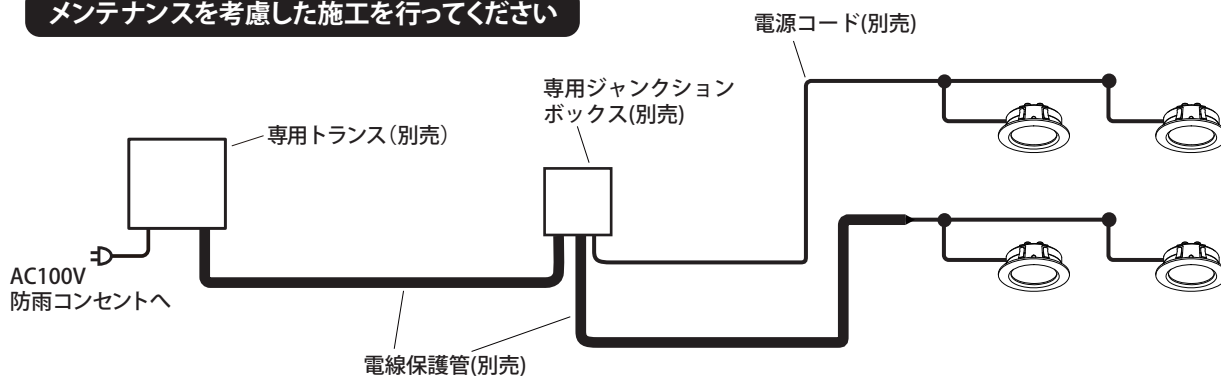 メンテナンスを考慮した施工を行ってください
電源コード(別売)
専用ジャンクション
ボックス(別売)
専用トランス（別売）
AC100V
防雨コンセントへ
電線保護管(別売)